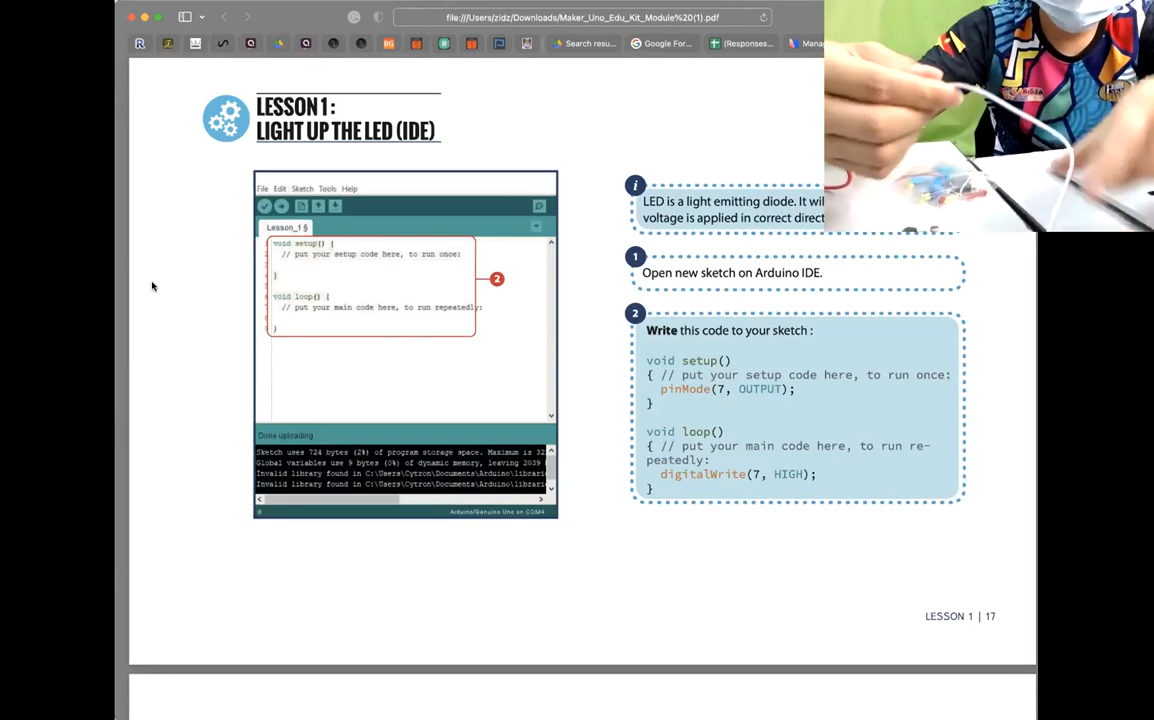 file:///Users/zidz/Downloads/Maker_Uno_Edu_Kit_Module%20(1).pdf
Search resu...
Google For...
(Responses...
Manag
LESSON 1 :
LIGHT UP THE LED (IDE)
File Edit Sketch Tools Help
Lesson_1 §
void setup() {
// put your setup code here, to run once:
}
void loop() {
// put your main code here, to run repeatedly:
}
2
Done uploading
Sketch uses 724 bytes (2%) of program storage space. Maximum is 32
Global variables use 9 bytes (0%) of dynamic memory, leaving 2039
Invalid library found in C:\Users\Cytron\Documents\Arduino\librari
Invalid library found in C:\Users\Cytron\Documents\Arduino\librari
8 Arduino/Genuino Uno on COM4
i
LED is a light emitting diode. It wil
voltage is applied in correct direct
1
Open new sketch on Arduino IDE.
2
Write this code to your sketch :
void setup()
{ // put your setup code here, to run once:
pinMode(7, OUTPUT);
}
void loop()
{ // put your main code here, to run re-
peatedly:
digitalWrite(7, HIGH);
}
LESSON 1 | 17